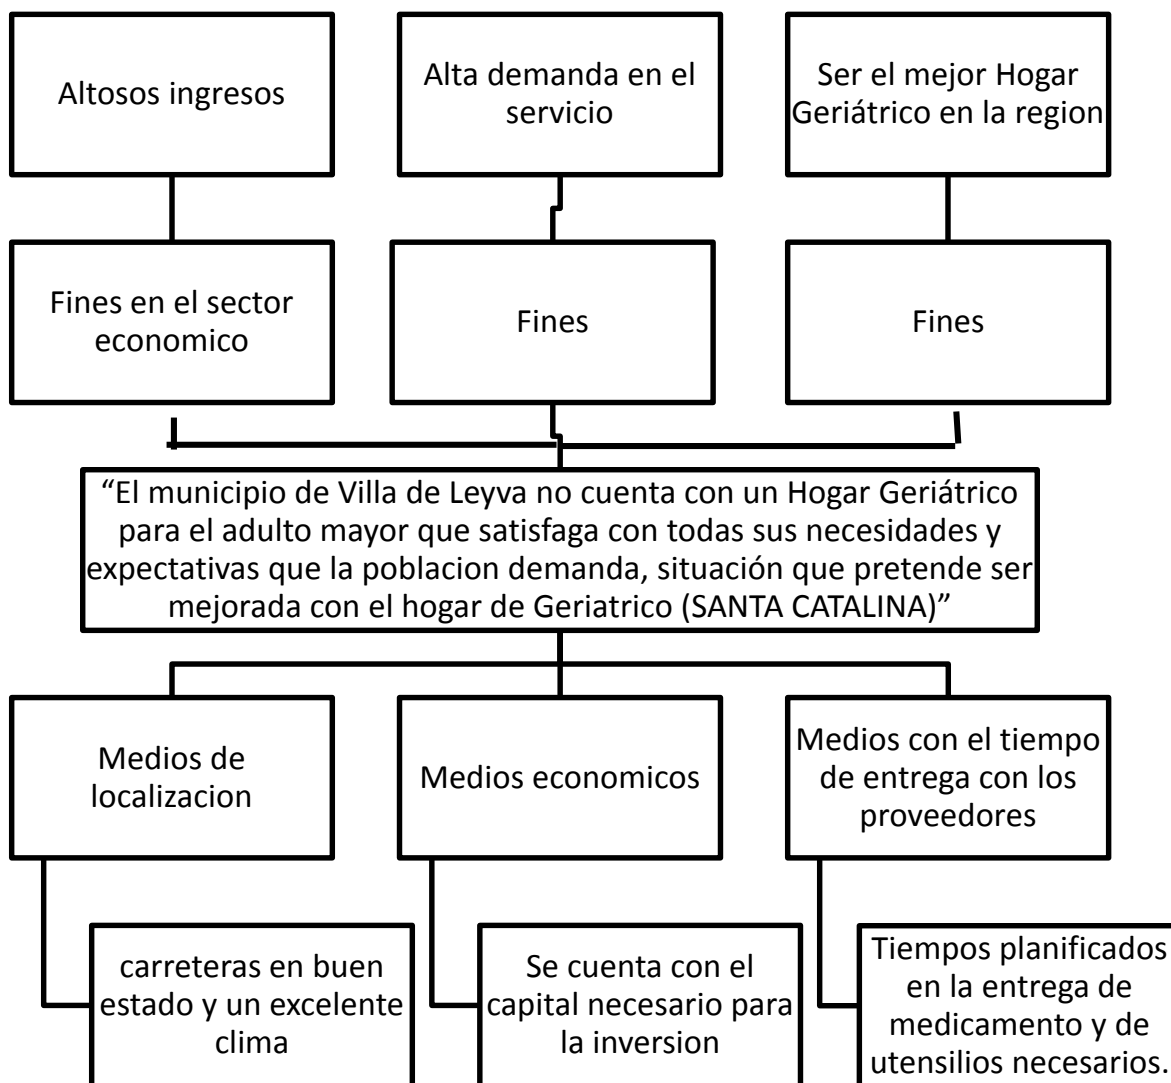 Altosos ingresos
Alta demanda en el
servicio
Ser el mejor Hogar
Geriátrico en la region
Fines en el sector
economico
Fines
Fines
“El municipio de Villa de Leyva no cuenta con un Hogar Geriátrico
para el adulto mayor que satisfaga con todas sus necesidades y
expectativas que la poblacion demanda, situación que pretende ser
mejorada con el hogar de Geriatrico (SANTA CATALINA)”
Medios de
localizacion
Medios economicos
Medios con el tiempo
de entrega con los
proveedores
carreteras en buen
estado y un excelente
clima
Se cuenta con el
capital necesario para
la inversion
Tiempos planificados
en la entrega de
medicamento y de
utensilios necesarios.